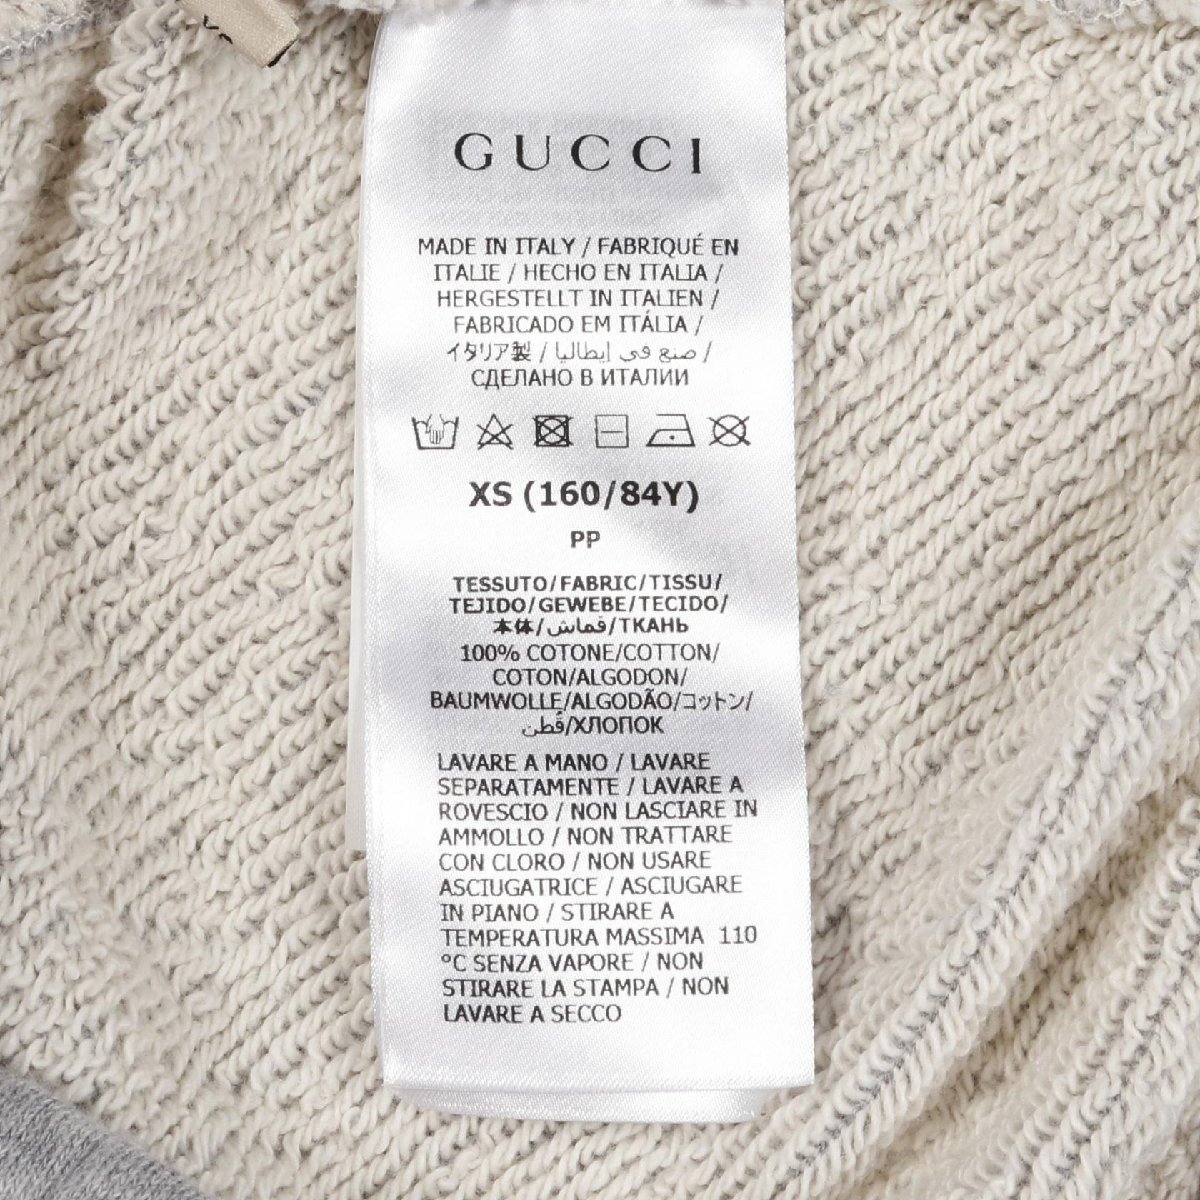 GUCCI
MADE IN ITALY / FABRIQUÉ EN
ITALIE / HECHO EN ITALIA /
HERGESTELLT IN ITALIEN /
FABRICADO EM ITÁLIA /
イタリア製 / صنع في إيطاليا /
СДЕЛАНО В ИТАЛИИ
XS (160/84Y)
PP
TESSUTO/FABRIC/TISSU/
TEJIDO/GEWEBE/TECIDO/
本体/قماش/ТКАНЬ
100% COTONE/COTTON/
COTON/ALGODON/
BAUMWOLLE/ALGODÃO/コットン/
قُطن/ХЛОПОК
LAVARE A MANO / LAVARE
SEPARATAMENTE / LAVARE A
ROVESCIO / NON LASCIARE IN
AMMOLLO / NON TRATTARE
CON CLORO / NON USARE
ASCIUGATRICE / ASCIUGARE
IN PIANO / STIRARE A
TEMPERATURA MASSIMA 110
°C SENZA VAPORE / NON
STIRARE LA STAMPA / NON
LAVARE A SECCO